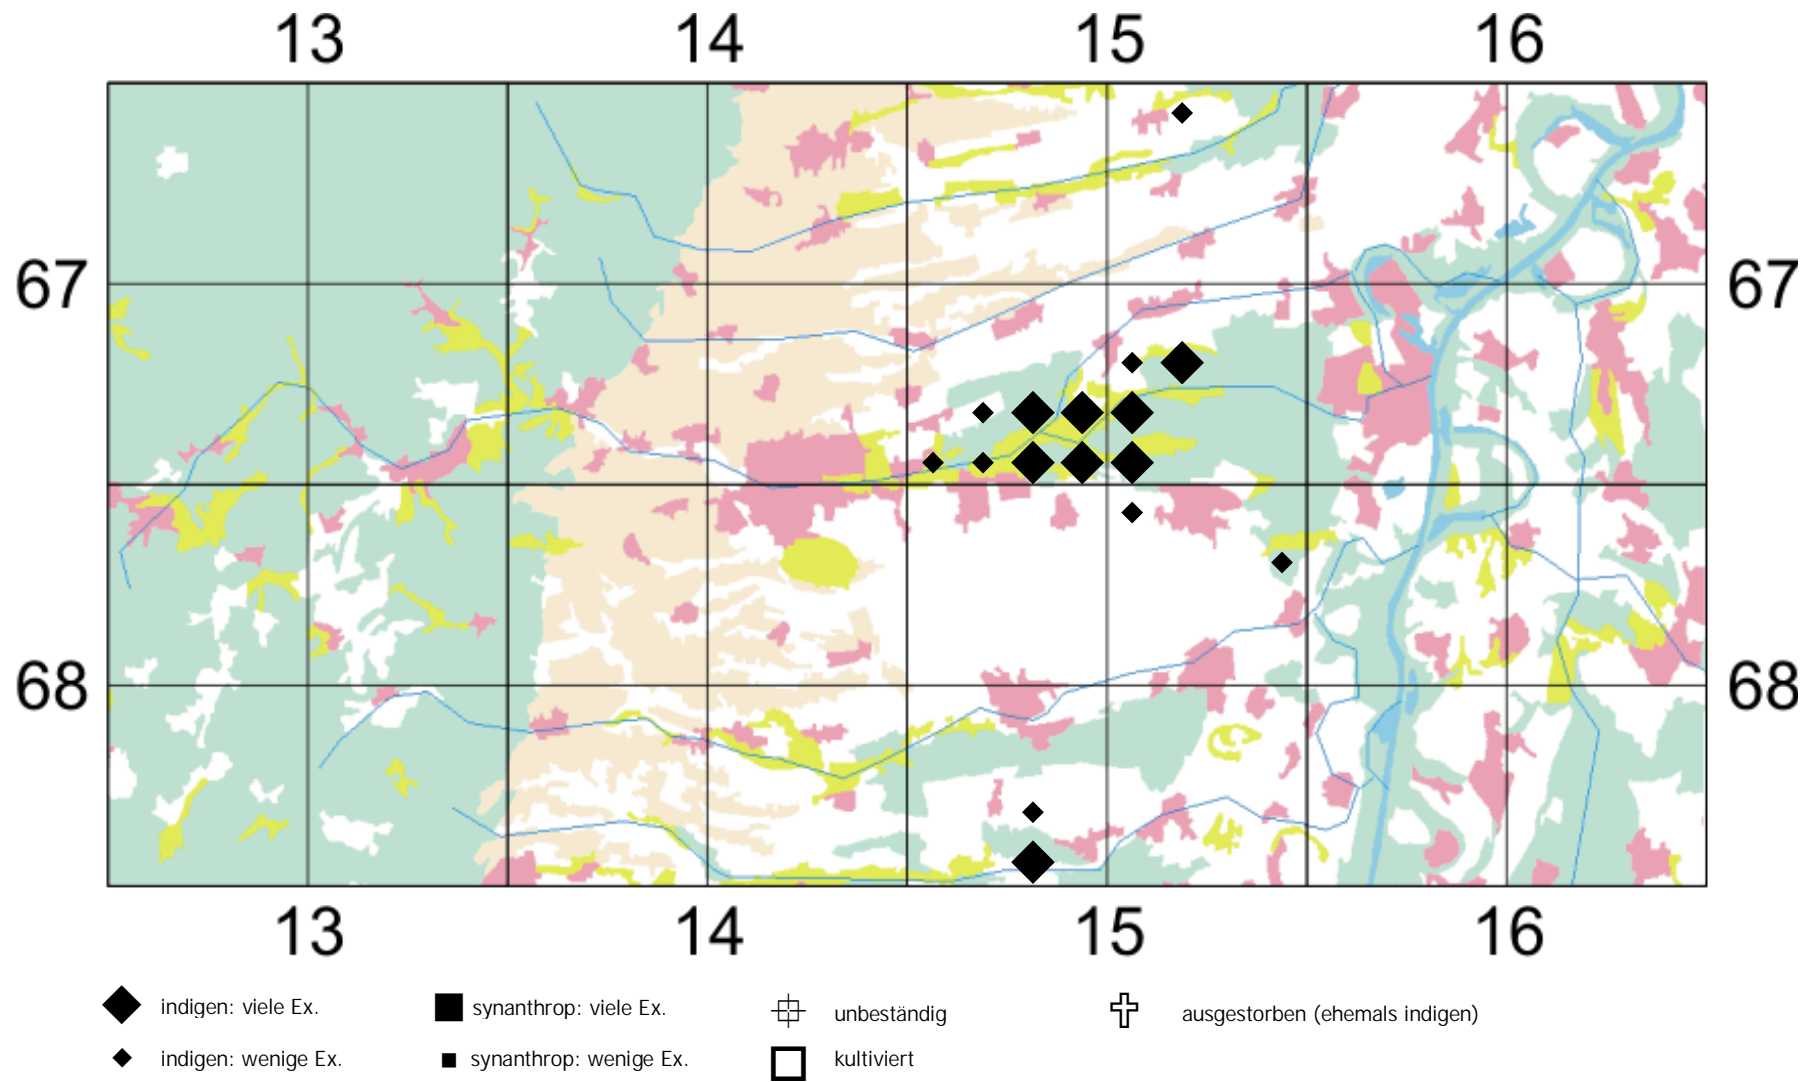 13 14 15 16
67 67
68 68
13 14 15 16
indigen: viele Ex. synanthrop: viele Ex. unbeständig ausgestorben (ehemals indigen)
indigen: wenige Ex. synanthrop: wenige Ex. kultiviert